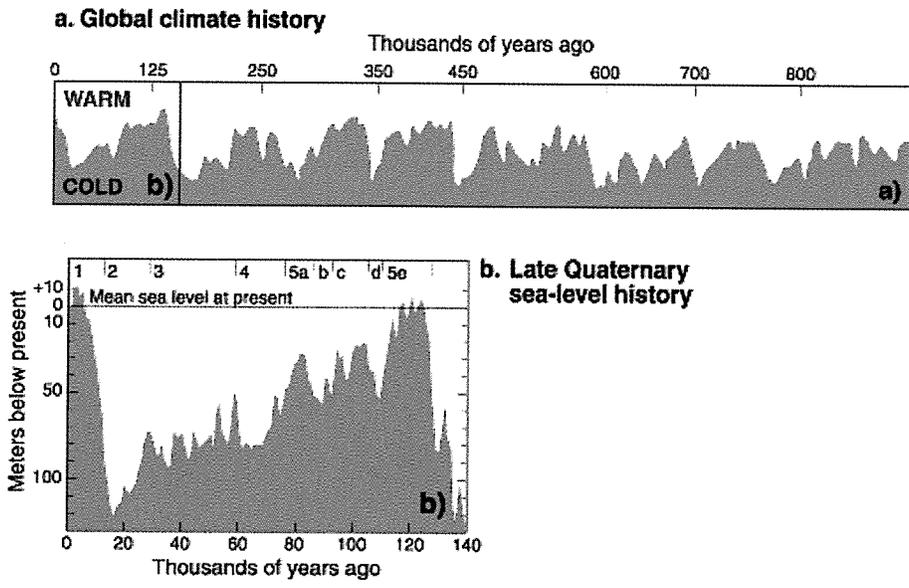 a. Global climate history
Thousands of years ago
0 125 250 350 450 600 700 800
WARM
COLD b) a)
1 2 3 4 5a b c d 5e
b. Late Quaternary
sea-level history
+10
Mean sea level at present
0
10
50
100
Meters below present
b)
0 20 40 60 80 100 120 140
Thousands of years ago